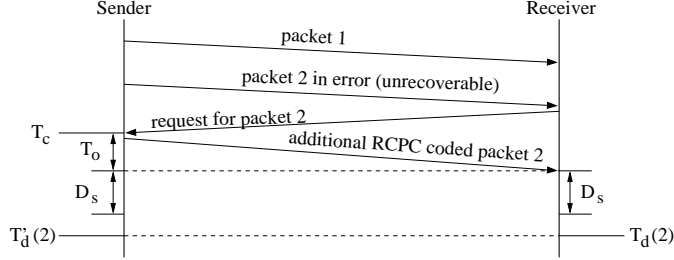 Sender
Receiver
packet 1
packet 2 in error (unrecoverable)
request for packet 2
T_c
additional RCPC coded packet 2
T_o
D_s
D_s
T'_d(2)
T_d(2)